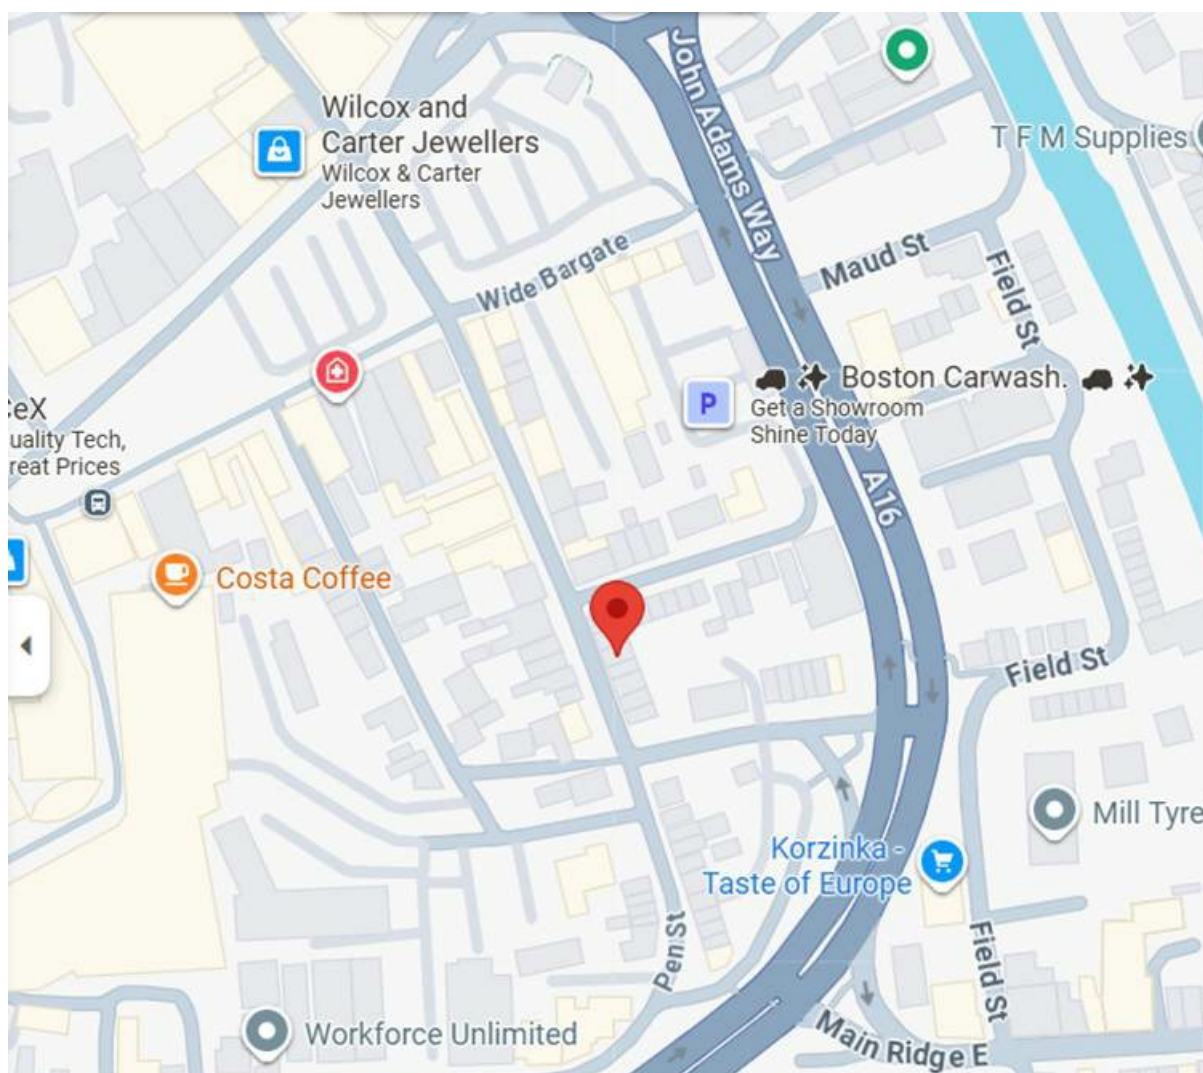 John Adams Way
Wilcox and
Carter Jewellers
Wilcox & Carter
Jewellers
T F M Supplies
Wide Bargate
Maud St
Field St
Boston Carwash.
Get a Showroom
Shine Today
P
CeX
uality Tech,
reat Prices
A16
Costa Coffee
Field St
Mill Tyre
Korzinka -
Taste of Europe
Pen St
Field St
Workforce Unlimited
Main Ridge E